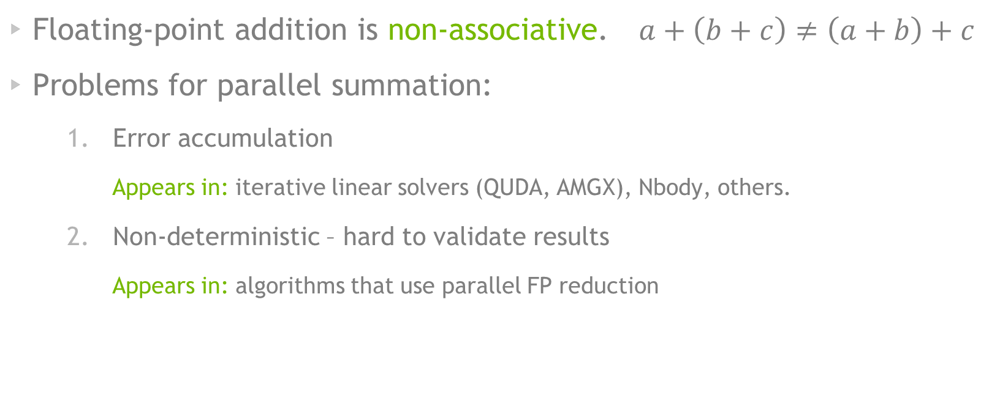 ▸ Floating-point addition is non-associative. a + (b + c) ≠ (a + b) + c
▸ Problems for parallel summation:
1. Error accumulation
Appears in: iterative linear solvers (QUDA, AMGX), Nbody, others.
2. Non-deterministic – hard to validate results
Appears in: algorithms that use parallel FP reduction